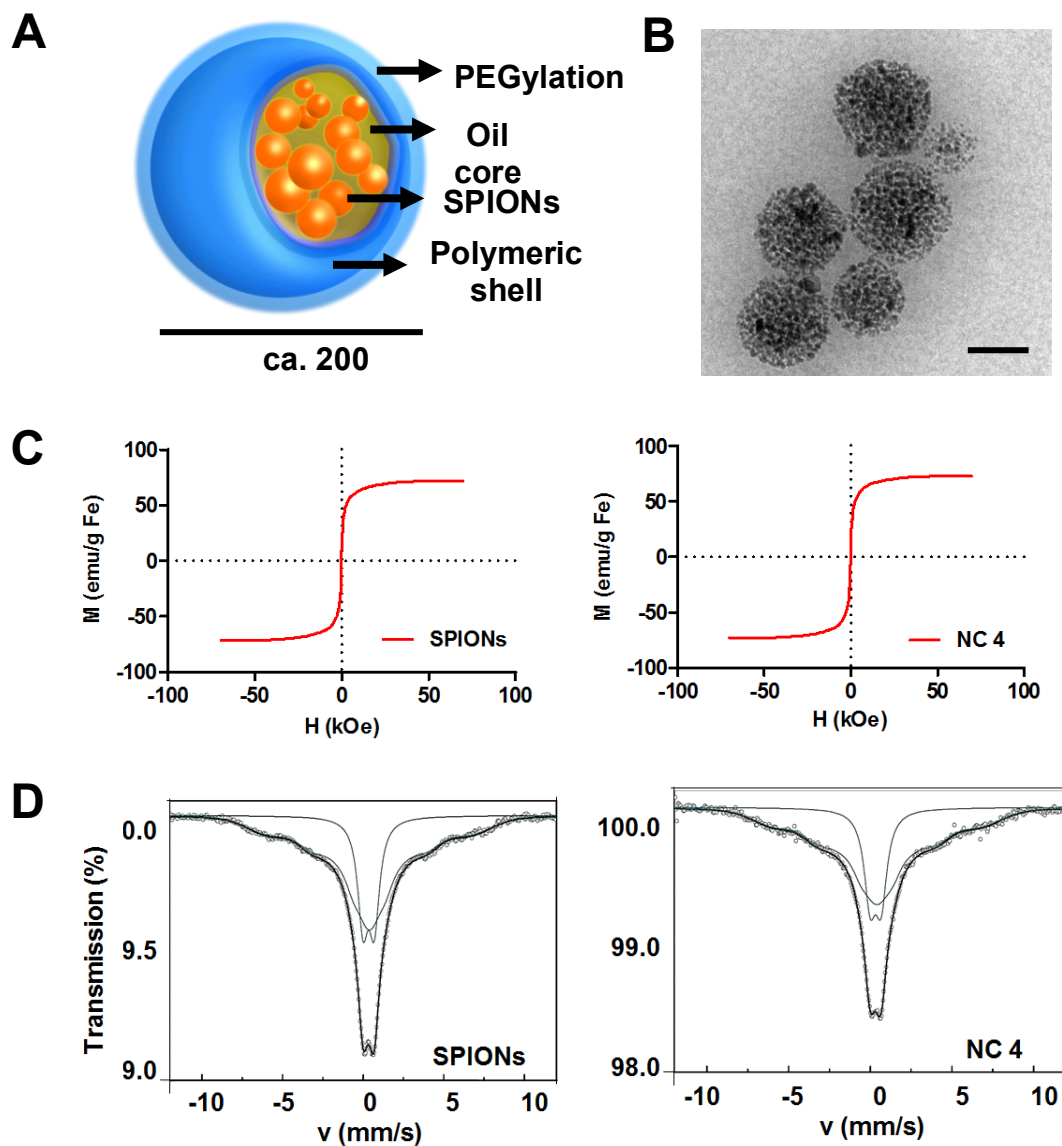 A
PEGylation
Oil
core
SPIONs
Polymeric
shell
ca. 200
B
C
M (emu/g Fe)
100
50
0
-50
-100
-100
-50
0
50
100
H (kOe)
SPIONs
M (emu/g Fe)
100
50
0
-50
-100
-100
-50
0
50
100
H (kOe)
NC 4
D
Transmission (%)
0.0
9.5
9.0
-10
-5
0
5
10
v (mm/s)
SPIONs
100.0
99.0
98.0
-10
-5
0
5
10
v (mm/s)
NC 4